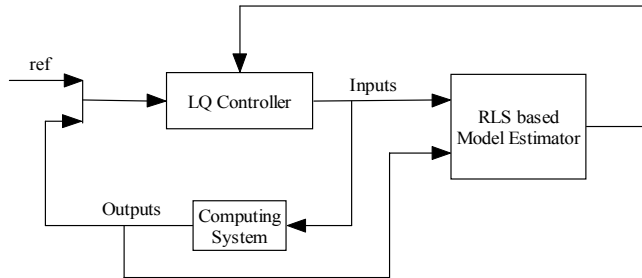 ref
LQ Controller
Inputs
RLS based
Model Estimator
Outputs
Computing
System